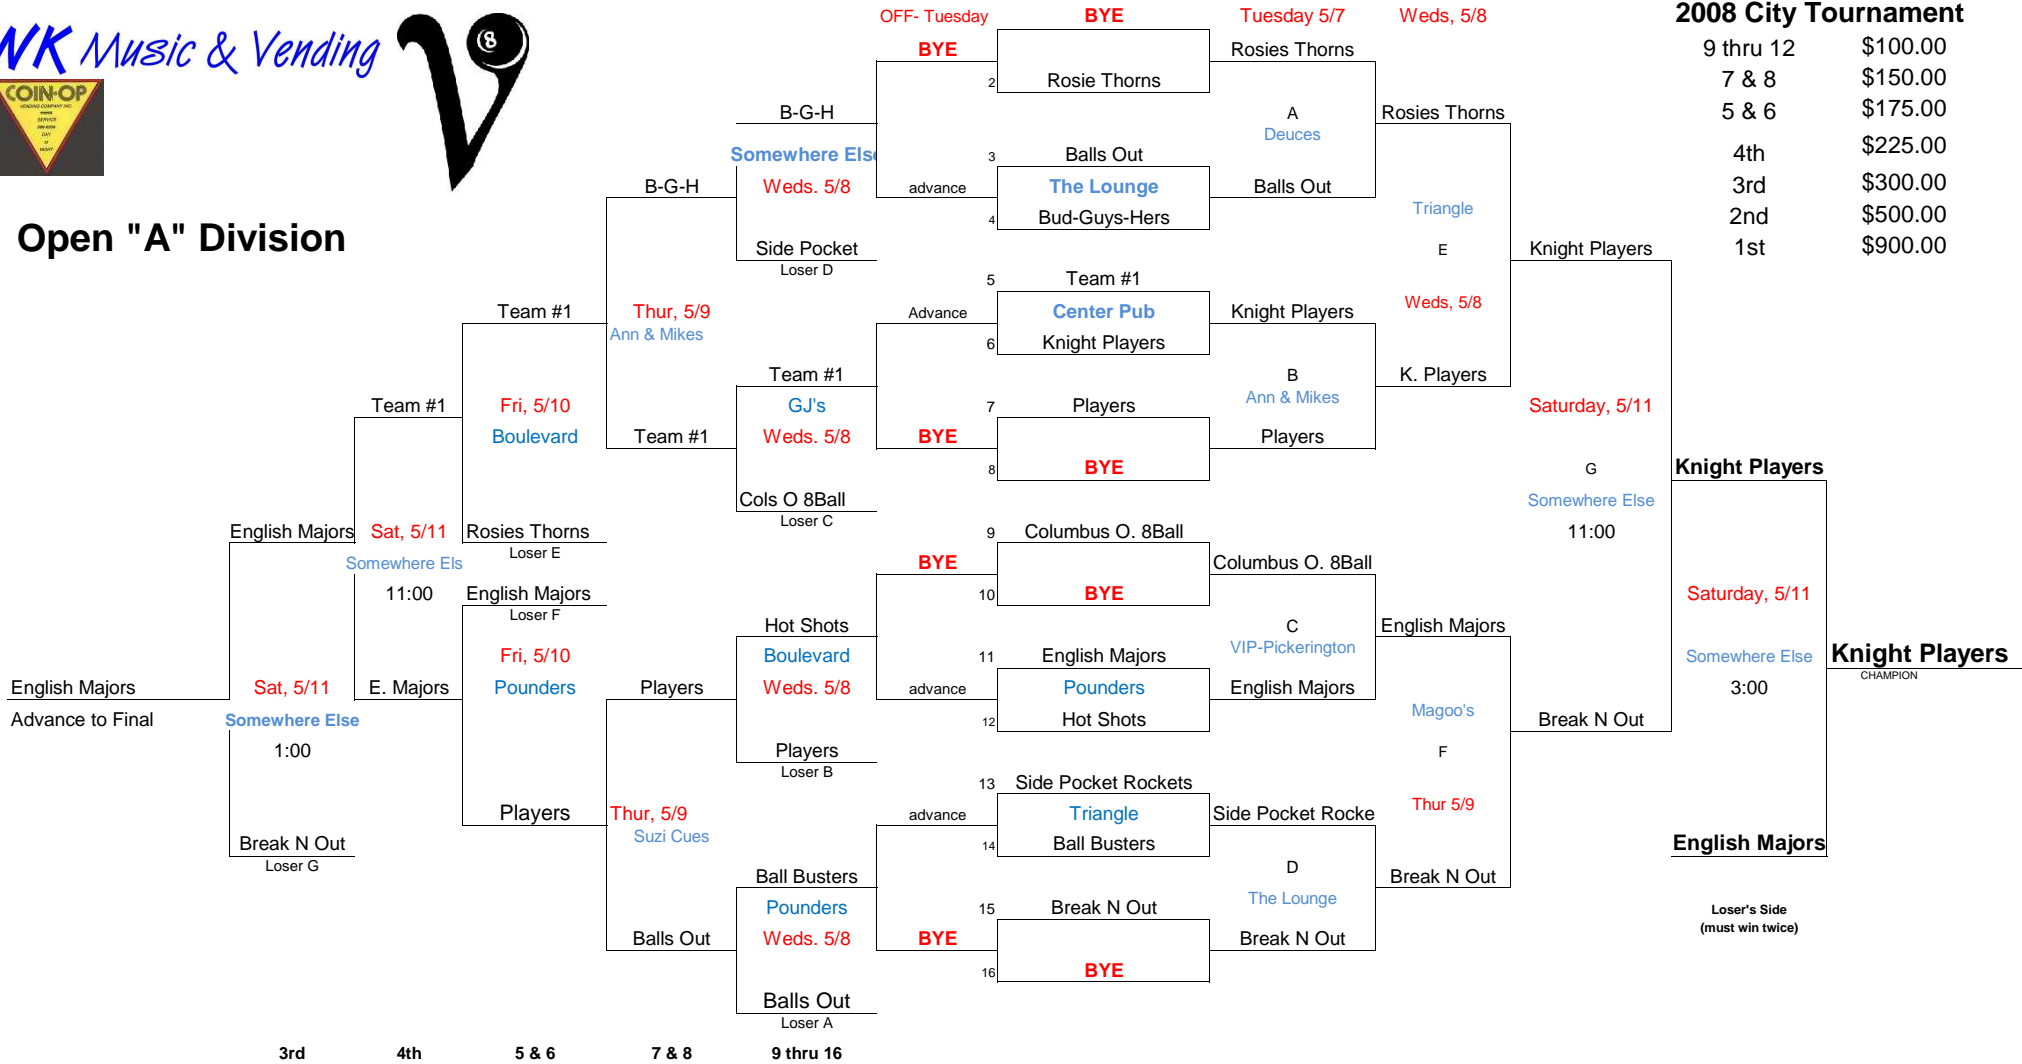 OFF- Tuesday BYE Tuesday 5/7 Weds, 5/8 2008 City Tournament
NK Music & Vending 8
BYE Rosies Thorns 9 thru 12 $100.00
2 Rosie Thorns 7 & 8 $150.00
COIN-OP
VENDING COMPANY INC.
SERVICE
DAY
or
NIGHT
B-G-H A Rosies Thorns 5 & 6 $175.00
Deuces
Somewhere Else 3 Balls Out 4th $225.00
B-G-H Weds. 5/8 advance The Lounge Balls Out 3rd $300.00
4 Bud-Guys-Hers Triangle 2nd $500.00
Open "A" Division
Side Pocket E Knight Players 1st $900.00
Loser D
5 Team #1
Team #1 Thur, 5/9 Advance Center Pub Knight Players Weds, 5/8
Ann & Mikes 6 Knight Players
Team #1 B K. Players
Team #1 Fri, 5/10 GJ's 7 Players Ann & Mikes Saturday, 5/11
Boulevard Team #1 Weds. 5/8 BYE Players
8 BYE G Knight Players
Cols O 8Ball Somewhere Else
Loser C
English Majors Sat, 5/11 Rosies Thorns 9 Columbus O. 8Ball 11:00
Loser E
Somewhere Els BYE Columbus O. 8Ball
11:00 English Majors 10 BYE Saturday, 5/11
Loser F
Hot Shots C English Majors
Fri, 5/10 Boulevard 11 English Majors VIP-Pickerington Somewhere Else Knight Players
CHAMPION
English Majors Sat, 5/11 E. Majors Pounders Players Weds. 5/8 advance Pounders English Majors 3:00
Advance to Final Somewhere Else 12 Hot Shots Magoo's Break N Out
1:00 Players F
Loser B
13 Side Pocket Rockets
Players Thur, 5/9 advance Triangle Side Pocket Rocke Thur 5/9
Suzi Cues
Break N Out 14 Ball Busters English Majors
Loser G
Ball Busters D Break N Out
Pounders 15 Break N Out The Lounge Loser's Side
(must win twice)
Balls Out Weds. 5/8 BYE Break N Out
16 BYE
Balls Out
Loser A
3rd 4th 5 & 6 7 & 8 9 thru 16